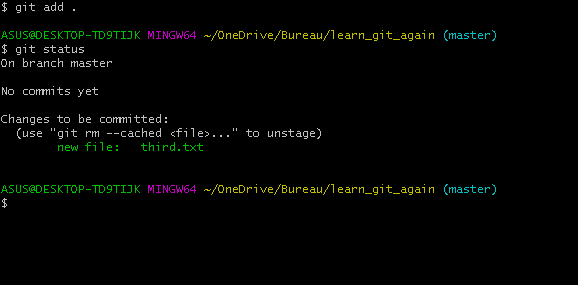 $ git add .
ASUS@DESKTOP-TD9TIJK MINGW64 ~/OneDrive/Bureau/learn_git_again (master)
$ git status
On branch master
No commits yet
Changes to be committed:
  (use "git rm --cached <file>..." to unstage)
        new file:   third.txt
ASUS@DESKTOP-TD9TIJK MINGW64 ~/OneDrive/Bureau/learn_git_again (master)
$